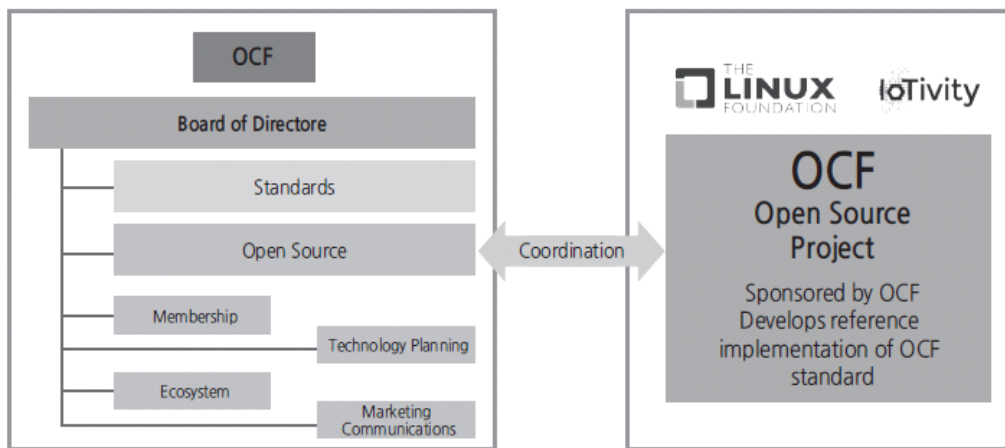 OCF
Board of Directore
Standards
Open Source
Membership
Technology Planning
Ecosystem
Marketing
Communications
Coordination
THE
LINUX
FOUNDATION
IoTivity
OCF
Open Source
Project
Sponsored by OCF
Develops reference
implementation of OCF
standard